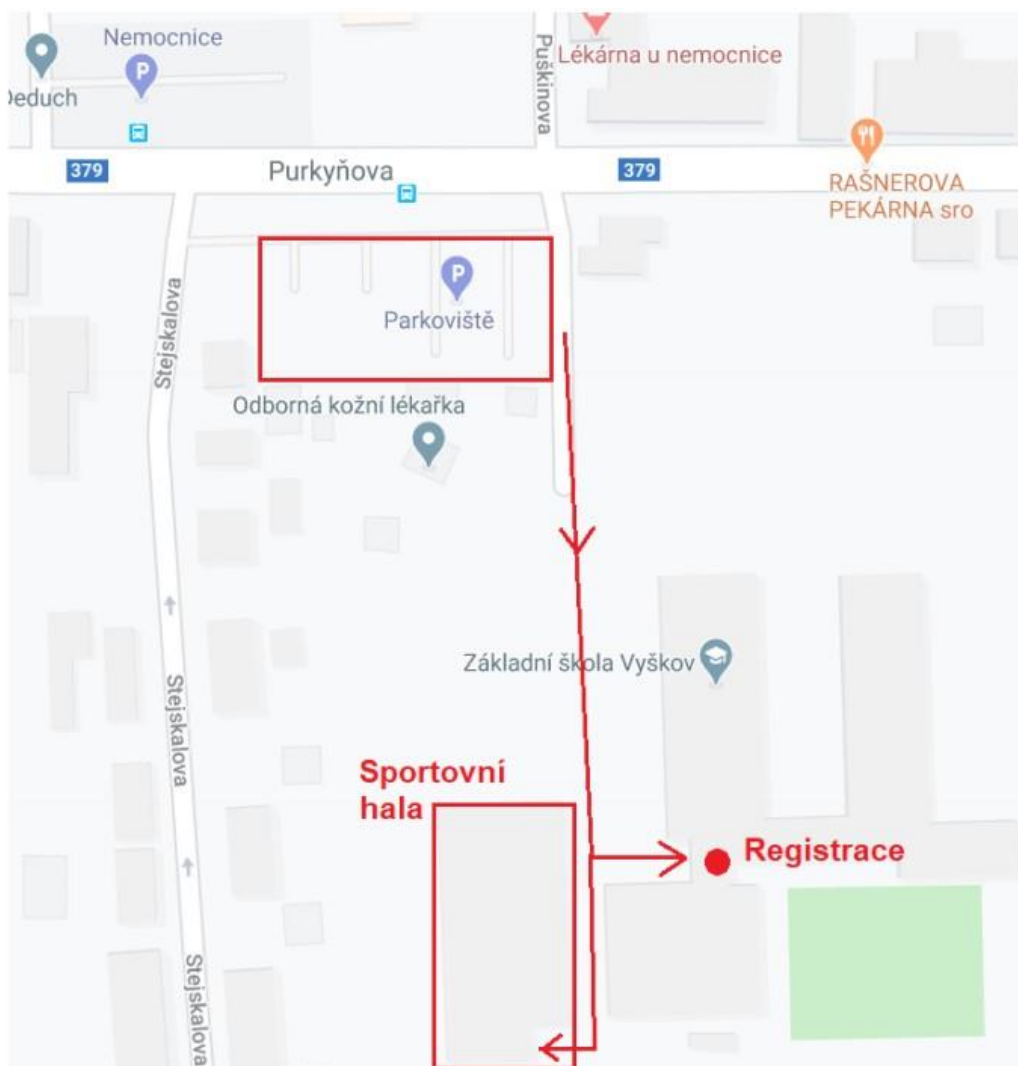 Nemocnice
Puškinova
Lékárna u nemocnice
P
Deduch
379
Purkyňova
379
RAŠNEROVA
PEKÁRNA sro
P
Stejskalova
Parkoviště
Odborná kožní lékařka
Základní škola Vyškov
Stejskalova
Sportovní
hala
Registrace
Stejskalova